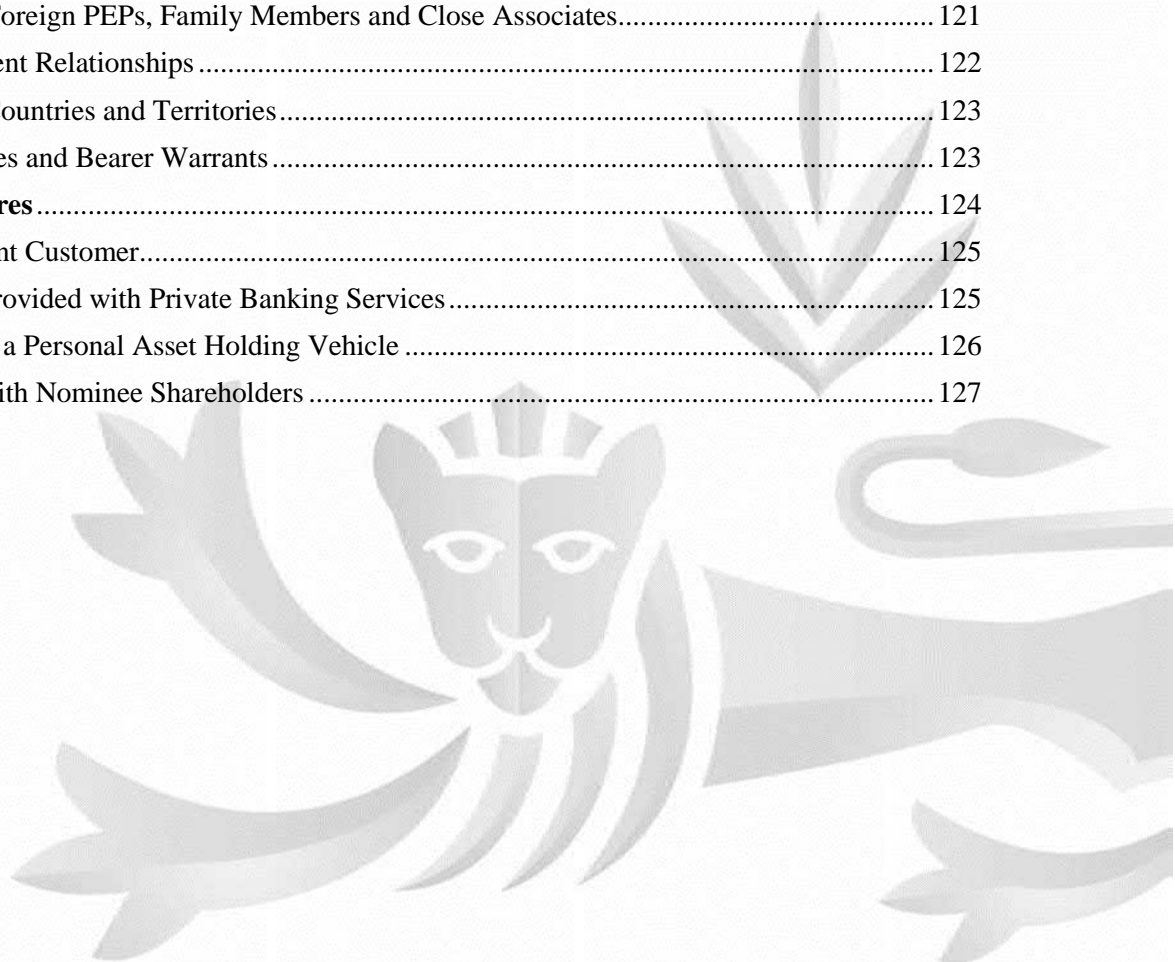 Foreign PEPs, Family Members and Close Associates.......................................... 121
ent Relationships.................................................................................................... 122
Countries and Territories......................................................................................... 123
es and Bearer Warrants.......................................................................................... 123
res............................................................................................................................ 124
nt Customer............................................................................................................ 125
rovided with Private Banking Services.................................................................. 125
a Personal Asset Holding Vehicle......................................................................... 126
ith Nominee Shareholders...................................................................................... 127